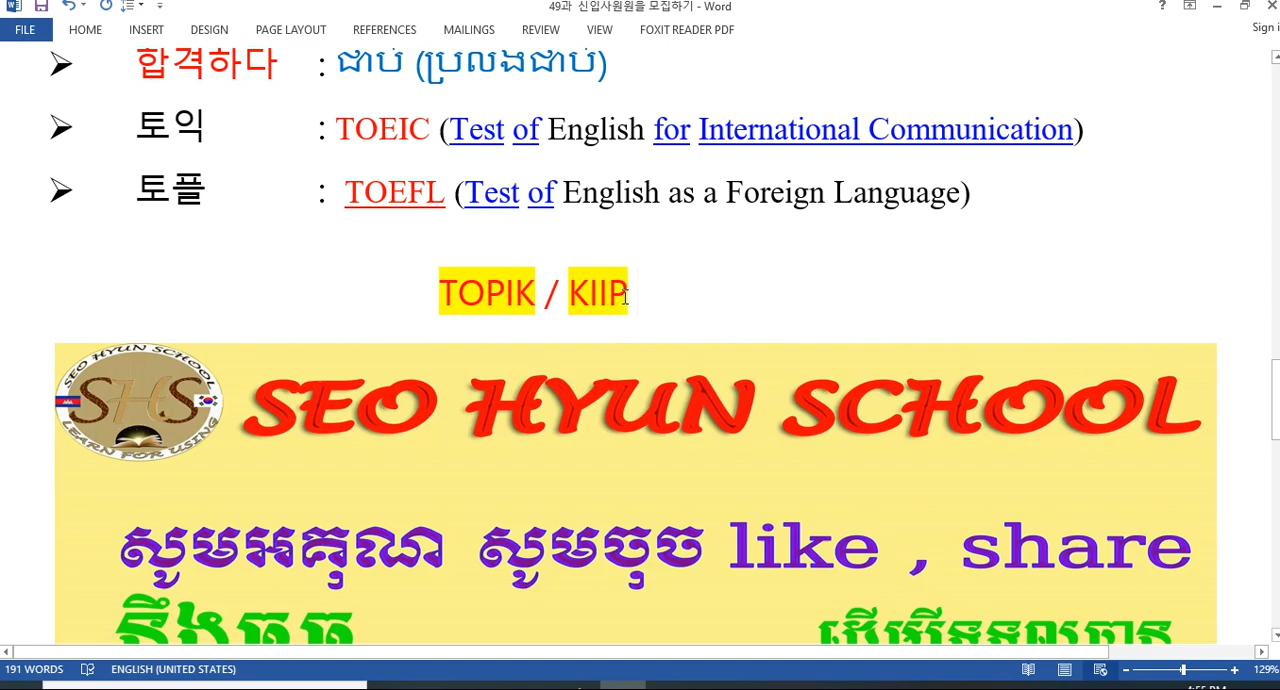 49과 신입사원원을 모집하기 - Word
?
FILE HOME INSERT DESIGN PAGE LAYOUT REFERENCES MAILINGS REVIEW VIEW FOXIT READER PDF
Sign i
➢ 합격하다 : ជាប់ (ប្រលងជាប់)
➢ 토익 : TOEIC (Test of English for International Communication)
➢ 토플 : TOEFL (Test of English as a Foreign Language)
TOPIK / KIIP
SEO HYUN SCHOOL
SHS
LEARN FOR USING
SEO HYUN SCHOOL
សូមអរគុណ សូមចុច like , share
191 WORDS ENGLISH (UNITED STATES) 129%